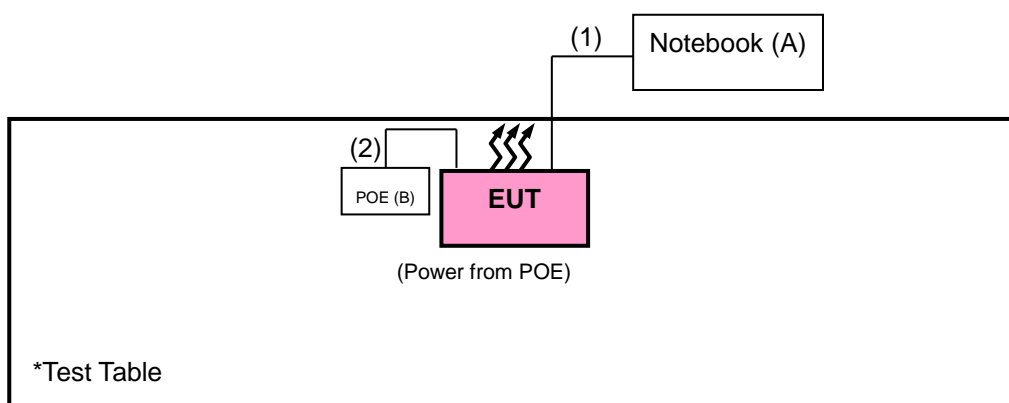 (1)
Notebook (A)
(2)
POE (B)
EUT
(Power from POE)
*Test Table